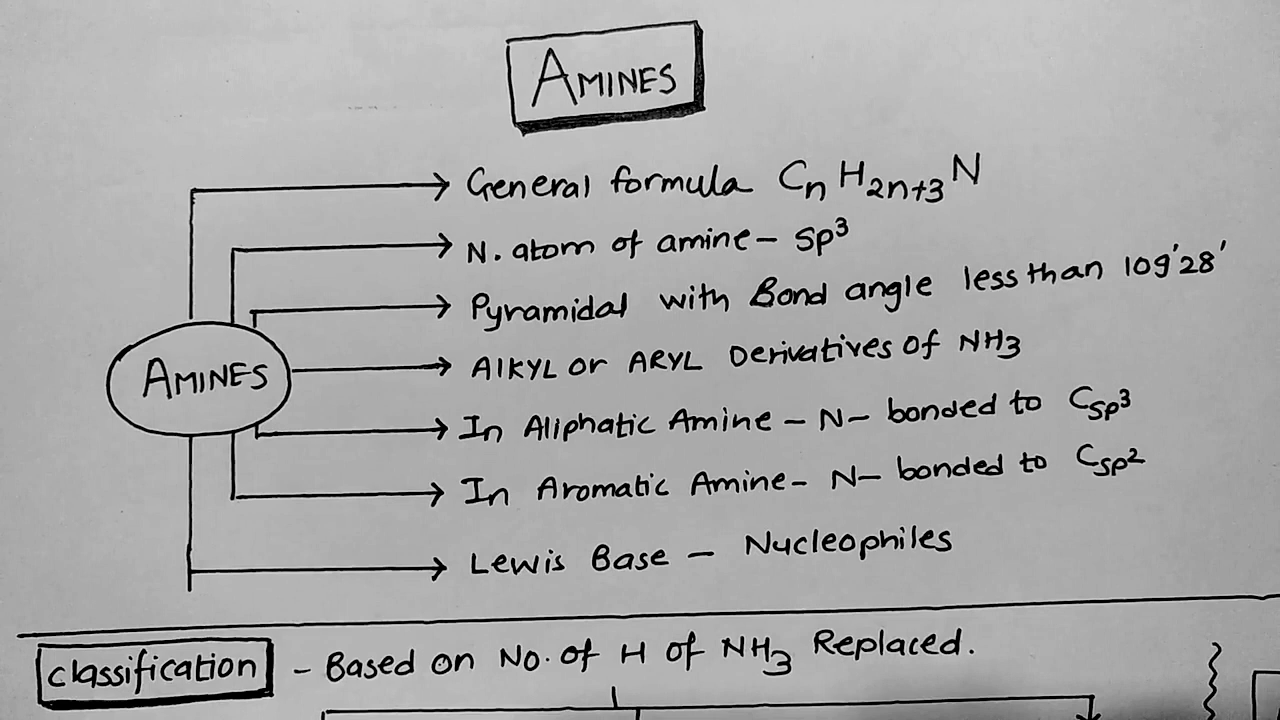 AMINES
General formula CnH2n+3N
N. atom of amine - sp3
Pyramidal with Bond angle less than 109'28'
AMINES
AlKYL or ARYL Derivatives of NH3
In Aliphatic Amine - N- bonded to Csp3
In Aromatic Amine - N- bonded to Csp2
Lewis Base - Nucleophiles
classification - Based on No. of H of NH3 Replaced.